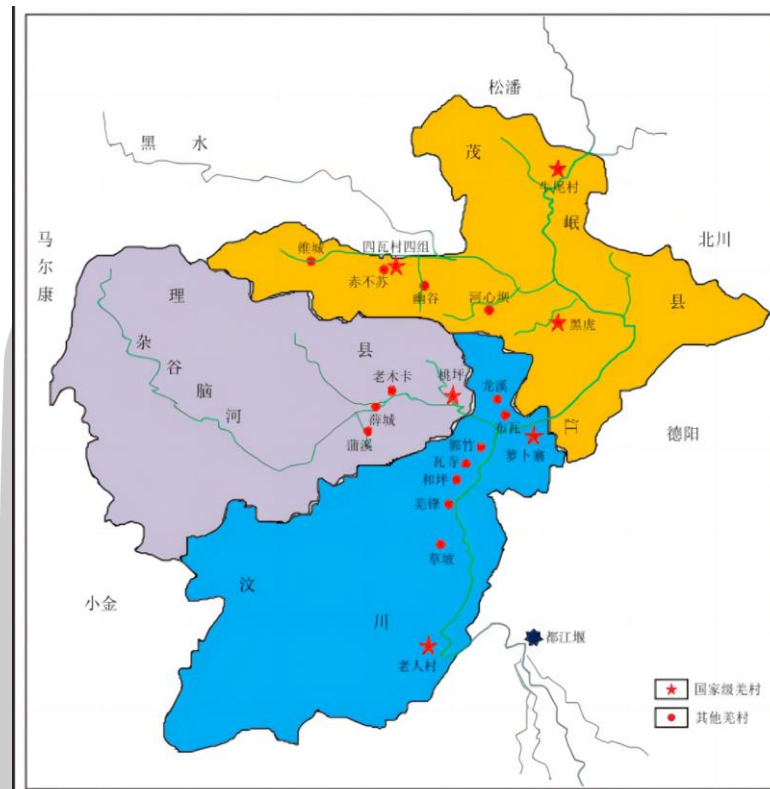 松潘
黑水
茂
牛尾村
岷
马尔康
北川
维城
四瓦村四组
赤不苏
幽谷
河心坝
理
县
黑虎
杂谷脑河
县
桃坪
老木卡
龙溪
薛城
布瓦
江
蒲溪
萝卜寨
德阳
郭竹
瓦寺
和坪
羌锋
草坡
汶
小金
川
都江堰
老人村
国家级羌村
其他羌村